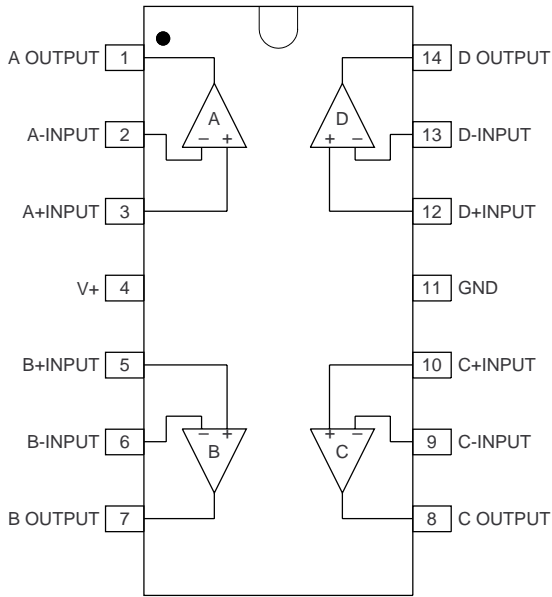 A OUTPUT 1 14 D OUTPUT
A D
A-INPUT 2 – + + – 13 D-INPUT
A+INPUT 3 12 D+INPUT
V+ 4 11 GND
B+INPUT 5 10 C+INPUT
– + + –
B-INPUT 6 B C 9 C-INPUT
B OUTPUT 7 8 C OUTPUT